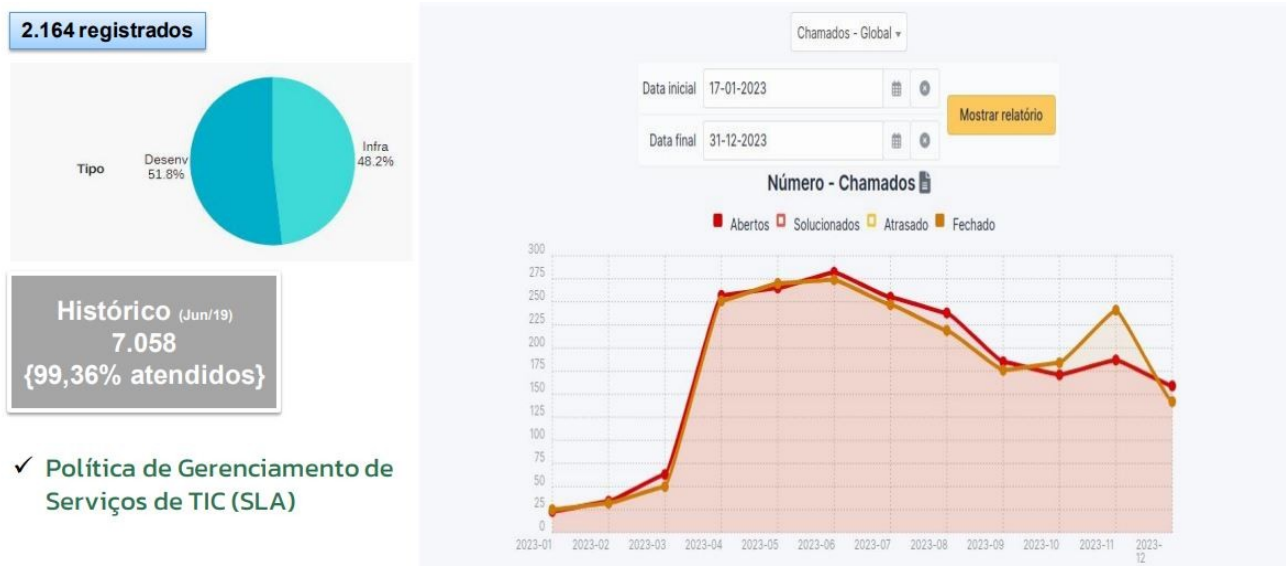 2.164 registrados
Tipo
Desenv
51.8%
Infra
48.2%
Histórico (Jun/19)
7.058
{99,36% atendidos}
✓ Política de Gerenciamento de
Serviços de TIC (SLA)
Chamados - Global
Data inicial 17-01-2023
Data final 31-12-2023
Mostrar relatório
Número - Chamados
Abertos Solucionados Atrasado Fechado
300
275
250
225
200
175
150
125
100
75
50
25
0
2023-01 2023-02 2023-03 2023-04 2023-05 2023-06 2023-07 2023-08 2023-09 2023-10 2023-11 2023-
12